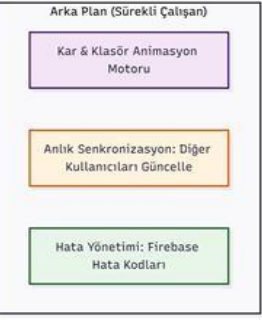 Arka Plan (Sürekli Çalışan)
Kar & Klasör Animasyon
Motoru
Anlık Senkronizasyon: Diğer
Kullanıcıları Güncelle
Hata Yönetimi: Firebase
Hata Kodları